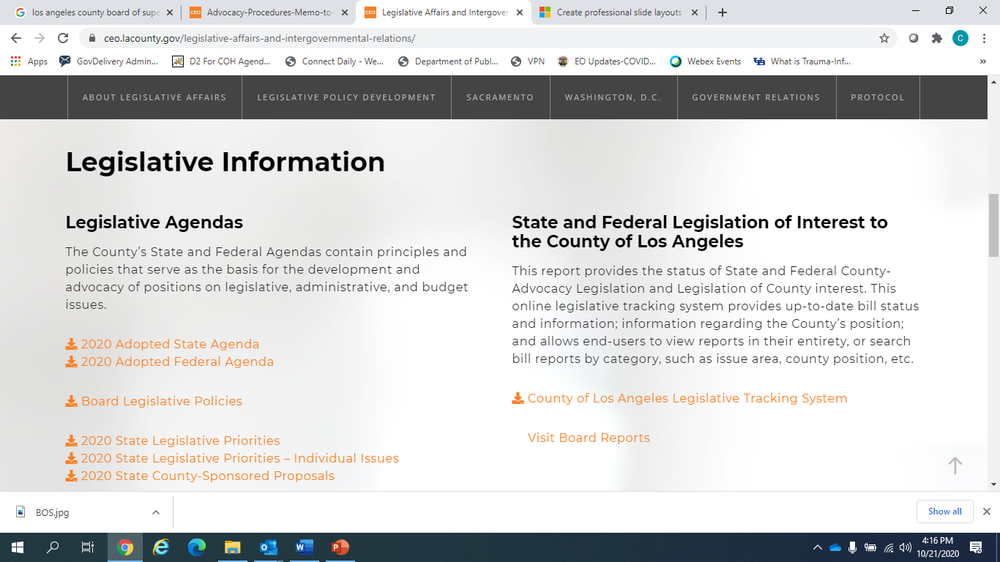 los angeles county board of supe
CEO
Advocacy-Procedures-Memo-to-
CEO
Legislative Affairs and Intergover
Create professional slide layouts
ceo.lacounty.gov/legislative-affairs-and-intergovernmental-relations/
C
Apps
GovDelivery Admin...
D2 For COH Agend...
Connect Daily - We...
Department of Publ...
VPN
EO Updates-COVID...
Webex Events
What is Trauma-Inf...
ABOUT LEGISLATIVE AFFAIRS
LEGISLATIVE POLICY DEVELOPMENT
SACRAMENTO
WASHINGTON, D.C.
GOVERNMENT RELATIONS
PROTOCOL
Legislative Information
Legislative Agendas
The County’s State and Federal Agendas contain principles and
policies that serve as the basis for the development and
advocacy of positions on legislative, administrative, and budget
issues.
2020 Adopted State Agenda
2020 Adopted Federal Agenda
Board Legislative Policies
2020 State Legislative Priorities
2020 State Legislative Priorities – Individual Issues
2020 State County-Sponsored Proposals
State and Federal Legislation of Interest to
the County of Los Angeles
This report provides the status of State and Federal County-
Advocacy Legislation and Legislation of County interest. This
online legislative tracking system provides up-to-date bill status
and information; information regarding the County’s position;
and allows end-users to view reports in their entirety, or search
bill reports by category, such as issue area, county position, etc.
County of Los Angeles Legislative Tracking System
Visit Board Reports
BOS.jpg
Show all
4:16 PM
10/21/2020